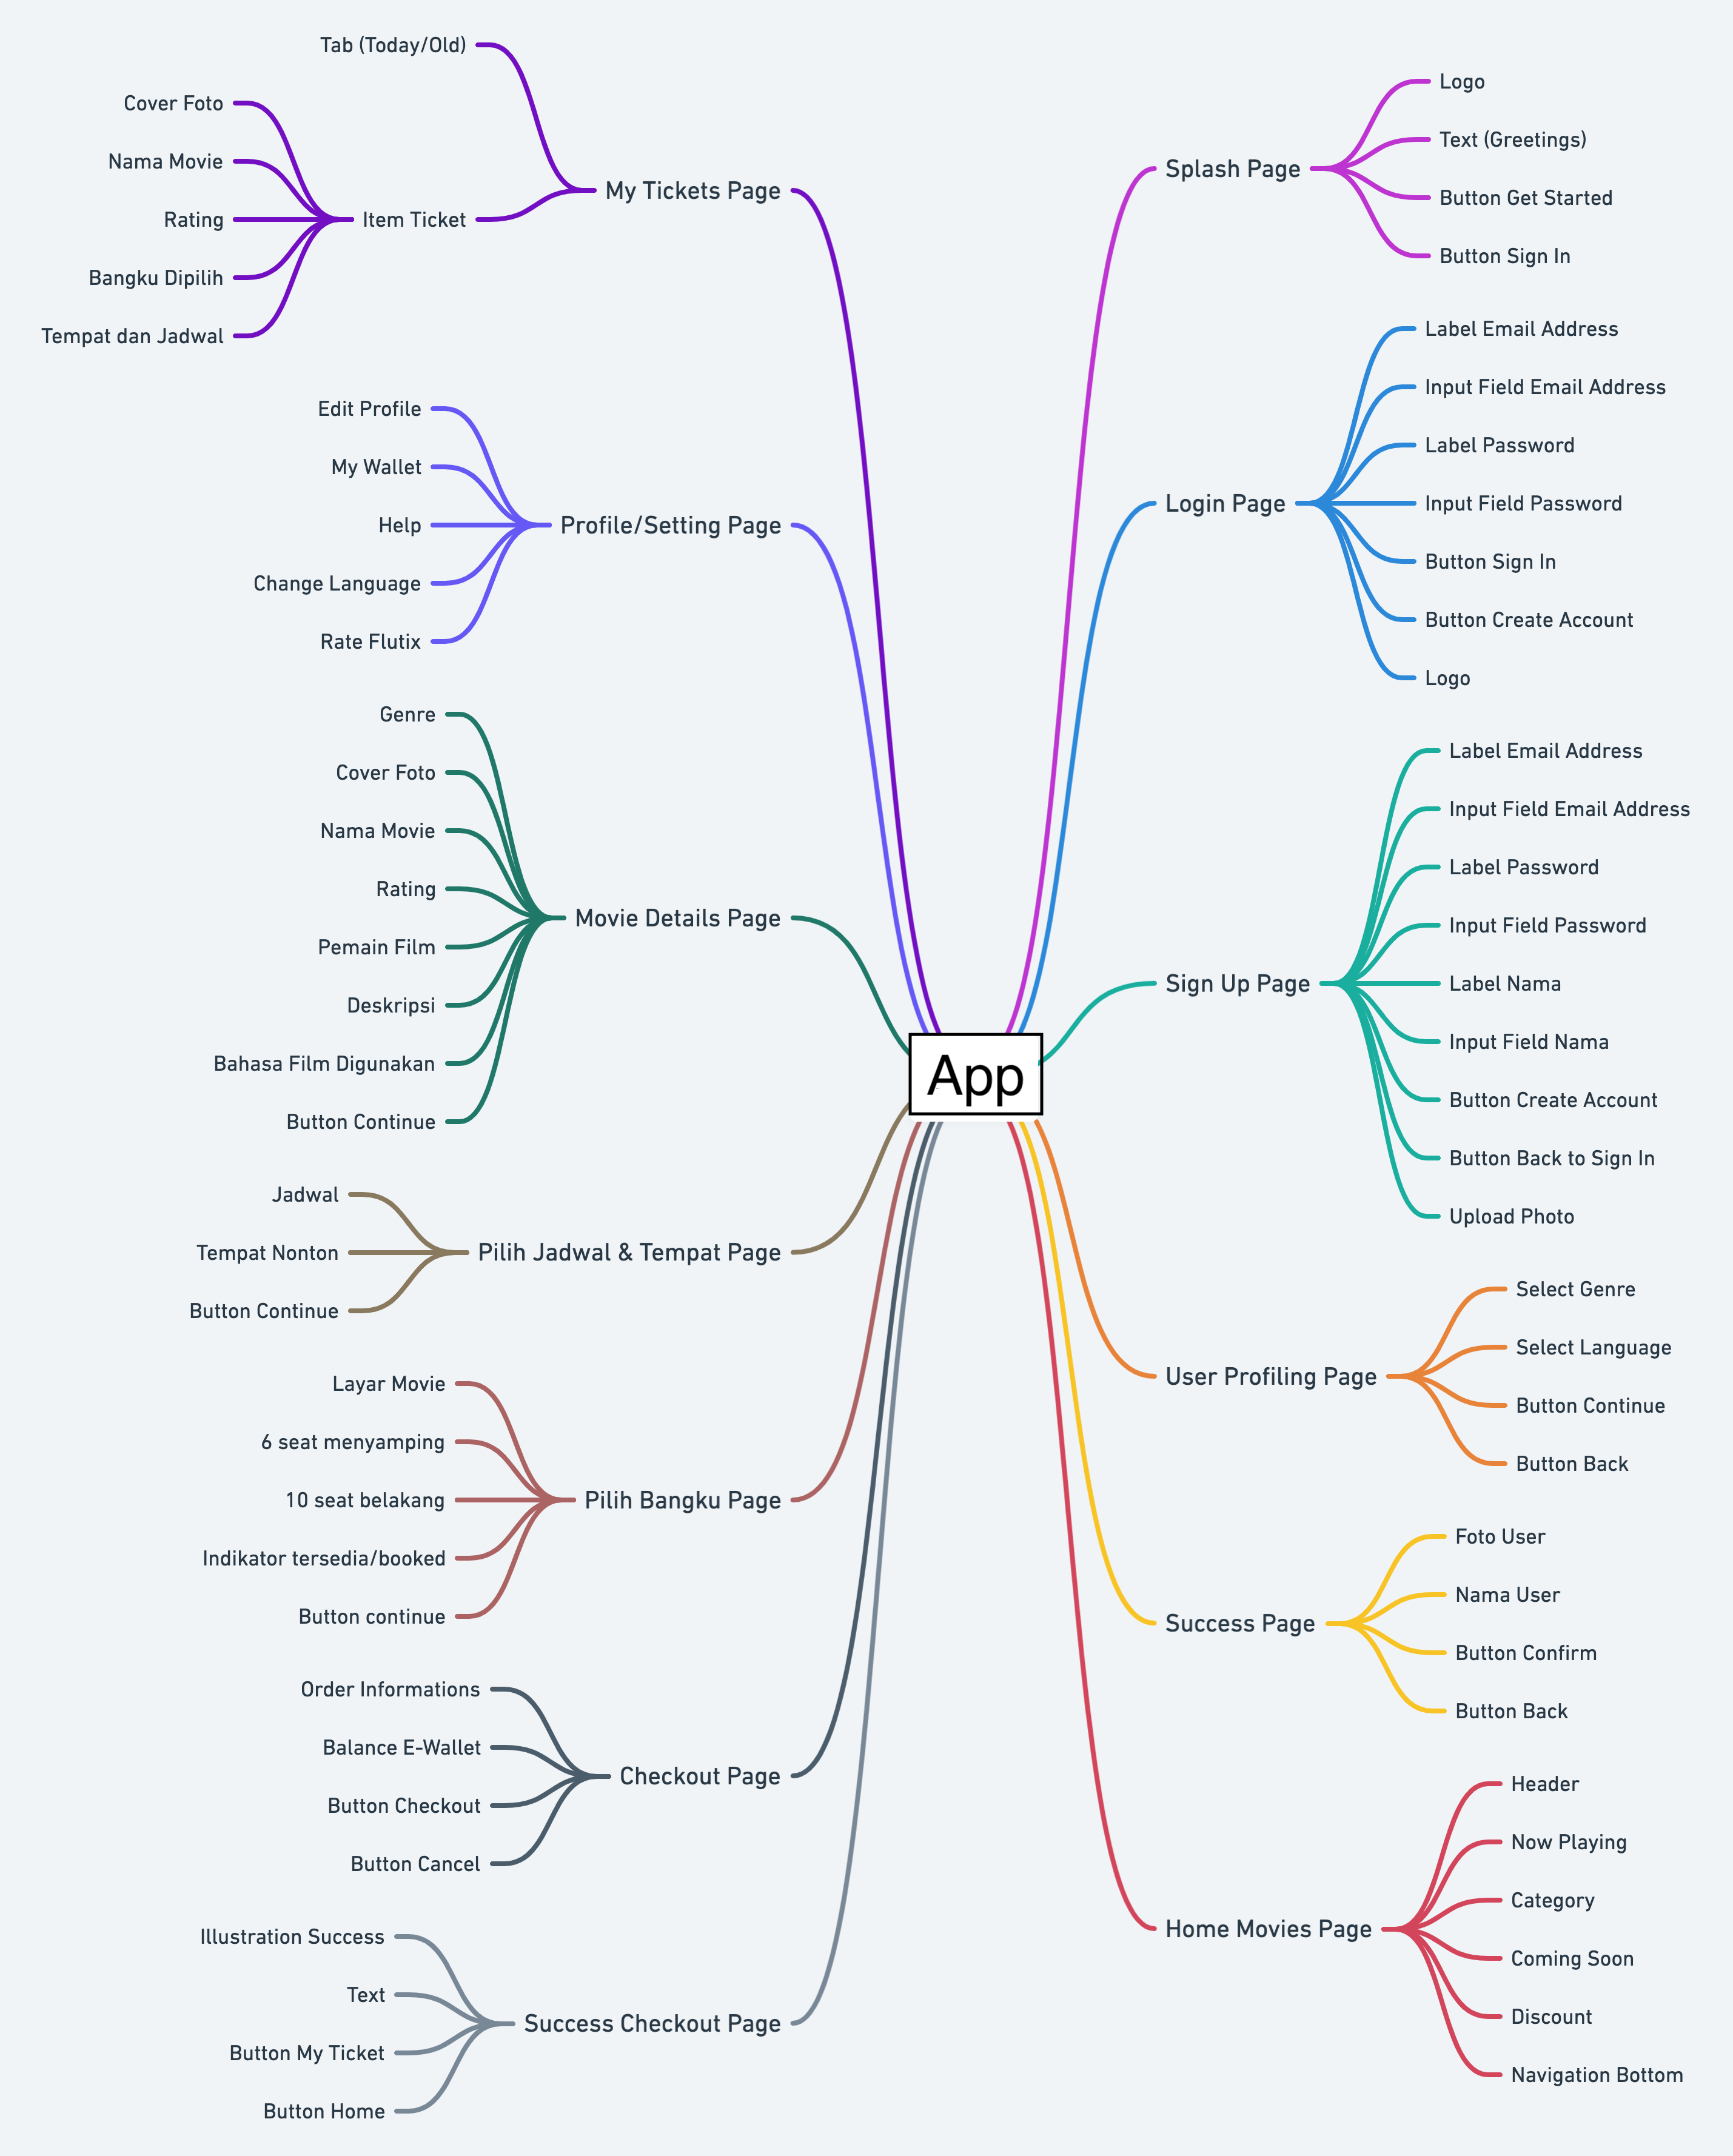 App
Splash Page
Logo
Text (Greetings)
Button Get Started
Button Sign In
Login Page
Label Email Address
Input Field Email Address
Label Password
Input Field Password
Button Sign In
Button Create Account
Logo
Sign Up Page
Label Email Address
Input Field Email Address
Label Password
Input Field Password
Label Nama
Input Field Nama
Button Create Account
Button Back to Sign In
Upload Photo
User Profiling Page
Select Genre
Select Language
Button Continue
Button Back
Success Page
Foto User
Nama User
Button Confirm
Button Back
Home Movies Page
Header
Now Playing
Category
Coming Soon
Discount
Navigation Bottom
My Tickets Page
Tab (Today/Old)
Item Ticket
Cover Foto
Nama Movie
Rating
Bangku Dipilih
Tempat dan Jadwal
Profile/Setting Page
Edit Profile
My Wallet
Help
Change Language
Rate Flutix
Movie Details Page
Genre
Cover Foto
Nama Movie
Rating
Pemain Film
Deskripsi
Bahasa Film Digunakan
Button Continue
Pilih Jadwal & Tempat Page
Jadwal
Tempat Nonton
Button Continue
Pilih Bangku Page
Layar Movie
6 seat menyamping
10 seat belakang
Indikator tersedia/booked
Button continue
Checkout Page
Order Informations
Balance E-Wallet
Button Checkout
Button Cancel
Success Checkout Page
Illustration Success
Text
Button My Ticket
Button Home